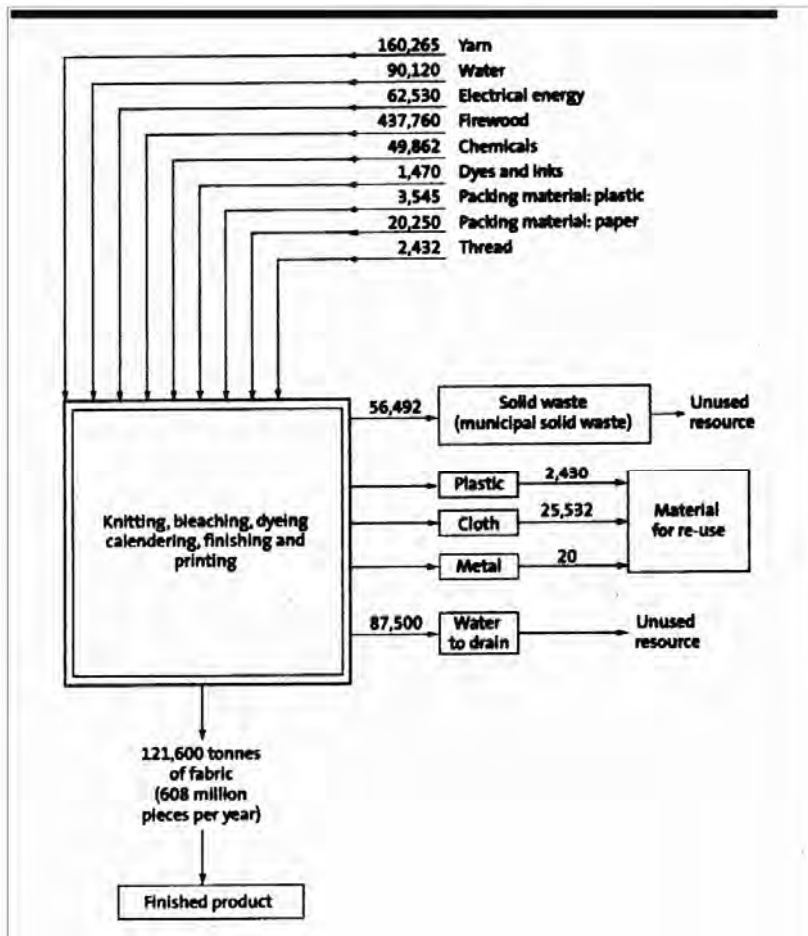 160,265 Yarn
90,120 Water
62,530 Electrical energy
437,760 Firewood
49,862 Chemicals
1,470 Dyes and inks
3,545 Packing material: plastic
20,250 Packing material: paper
2,432 Thread
56,492
Solid waste
(municipal solid waste)
Unused
resource
Plastic
2,430
Cloth
25,532
Metal
20
Material
for re-use
Knitting, bleaching, dyeing
calendering, finishing and
printing
87,500
Water
to drain
Unused
resource
121,600 tonnes
of fabric
(608 million
pieces per year)
Finished product